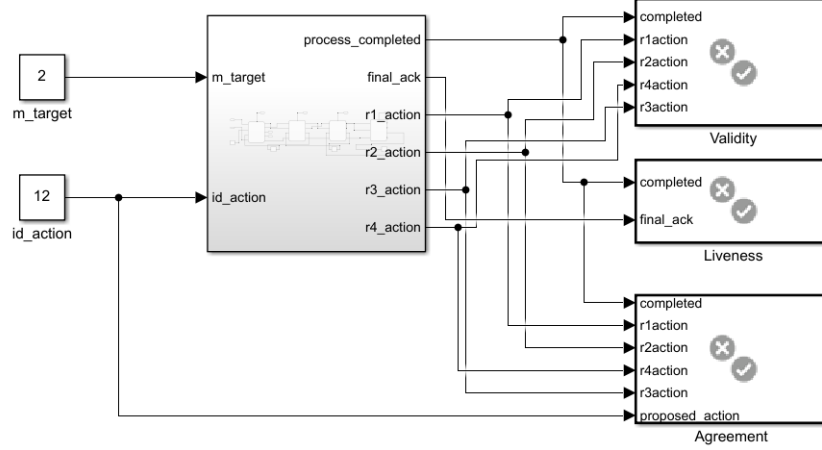 2
m_target
12
id_action
m_target
id_action
process_completed
final_ack
r1_action
r2_action
r3_action
r4_action
completed
r1action
r2action
r4action
r3action
Validity
completed
final_ack
Liveness
completed
r1action
r2action
r4action
r3action
proposed_action
Agreement